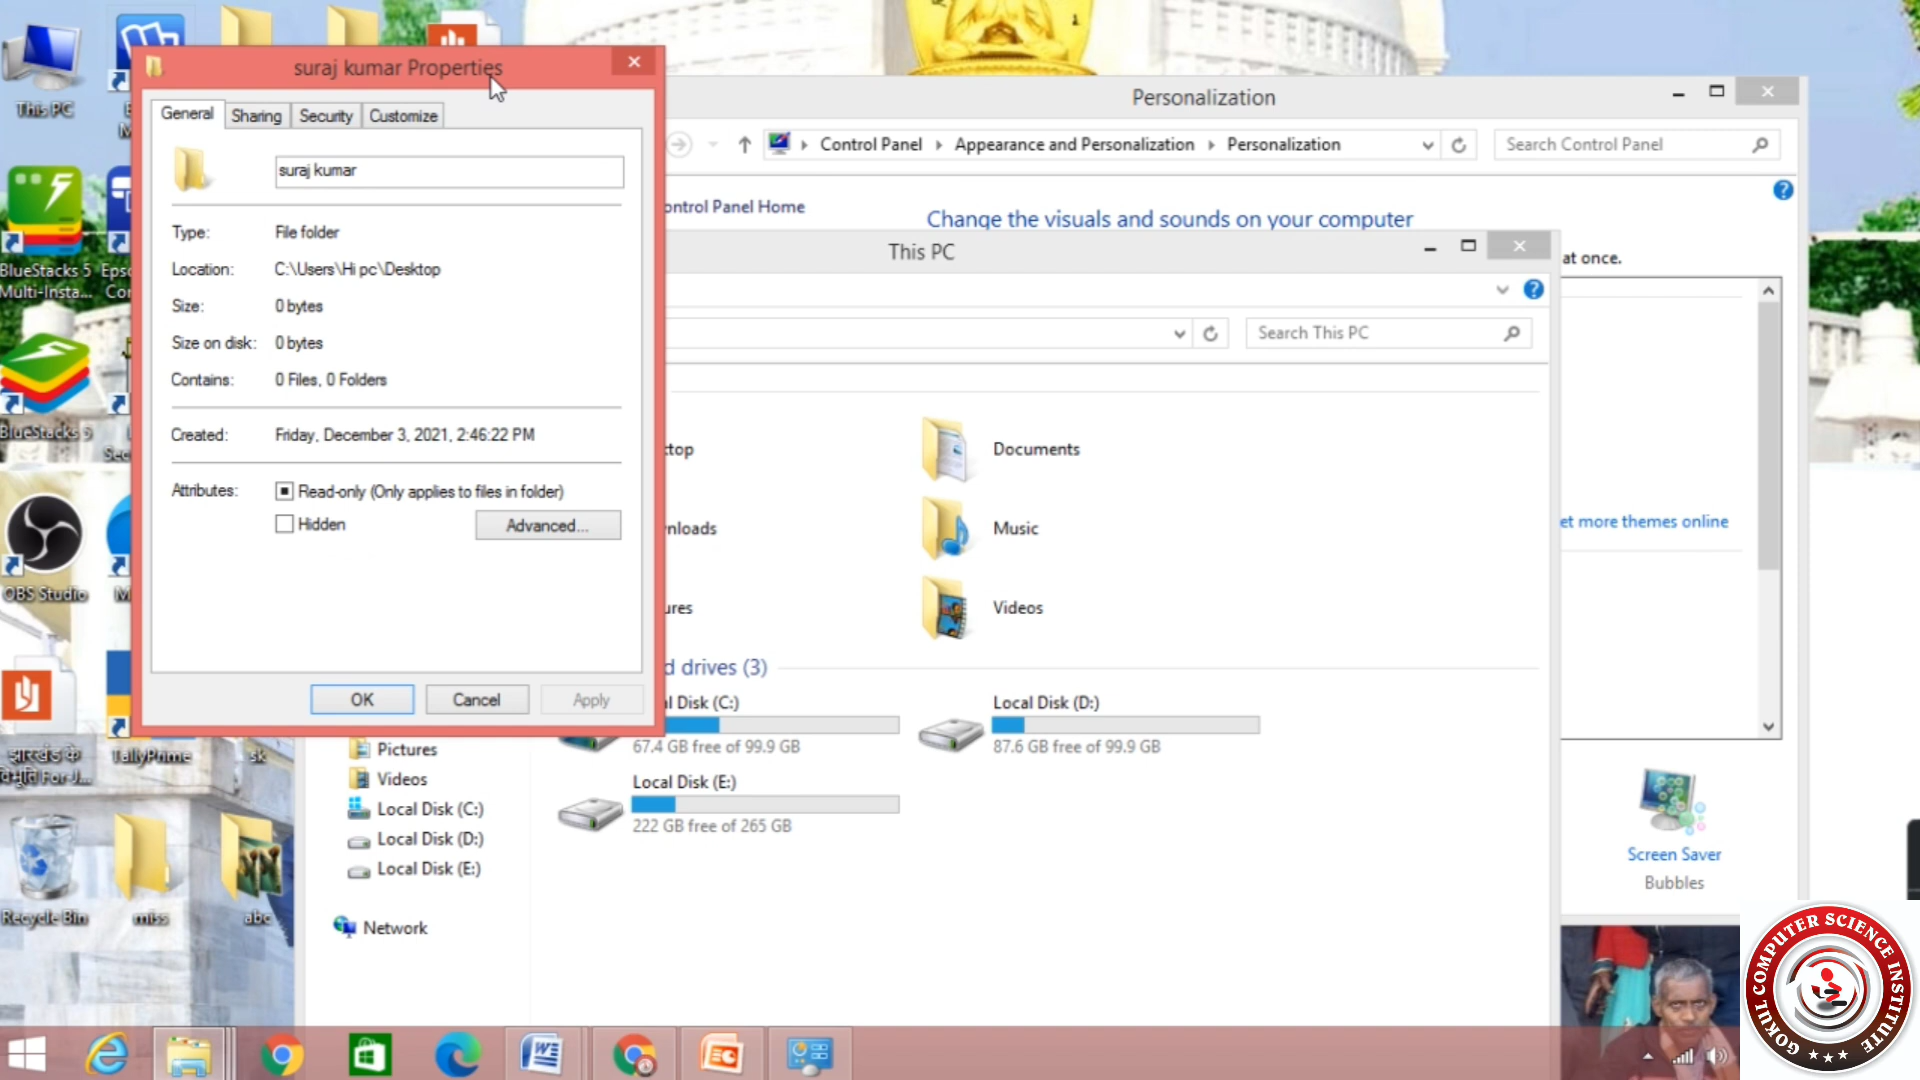 suraj kumar Properties
General
Sharing
Security
Customize
suraj kumar
Type:
File folder
Location:
C:\Users\Hi pc\Desktop
Size:
0 bytes
Size on disk:
0 bytes
Contains:
0 Files, 0 Folders
Created:
Friday, December 3, 2021, 2:46:22 PM
Attributes:
Read-only (Only applies to files in folder)
Hidden
Advanced...
OK
Cancel
Apply
Personalization
Control Panel
Appearance and Personalization
Personalization
Search Control Panel
ontrol Panel Home
Change the visuals and sounds on your computer
at once.
et more themes online
Screen Saver
Bubbles
This PC
Search This PC
top
Documents
nloads
Music
ures
Videos
d drives (3)
l Disk (C:)
67.4 GB free of 99.9 GB
Local Disk (D:)
87.6 GB free of 99.9 GB
Local Disk (E:)
222 GB free of 265 GB
Pictures
Videos
Local Disk (C:)
Local Disk (D:)
Local Disk (E:)
Network
This PC
BlueStacks 5
Multi-Insta...
BlueStacks 5
OBS Studio
झारखंड के
TallyPrime
sk
Recycle Bin
miss
abc
GOKUL COMPUTER SCIENCE INSTITUTE